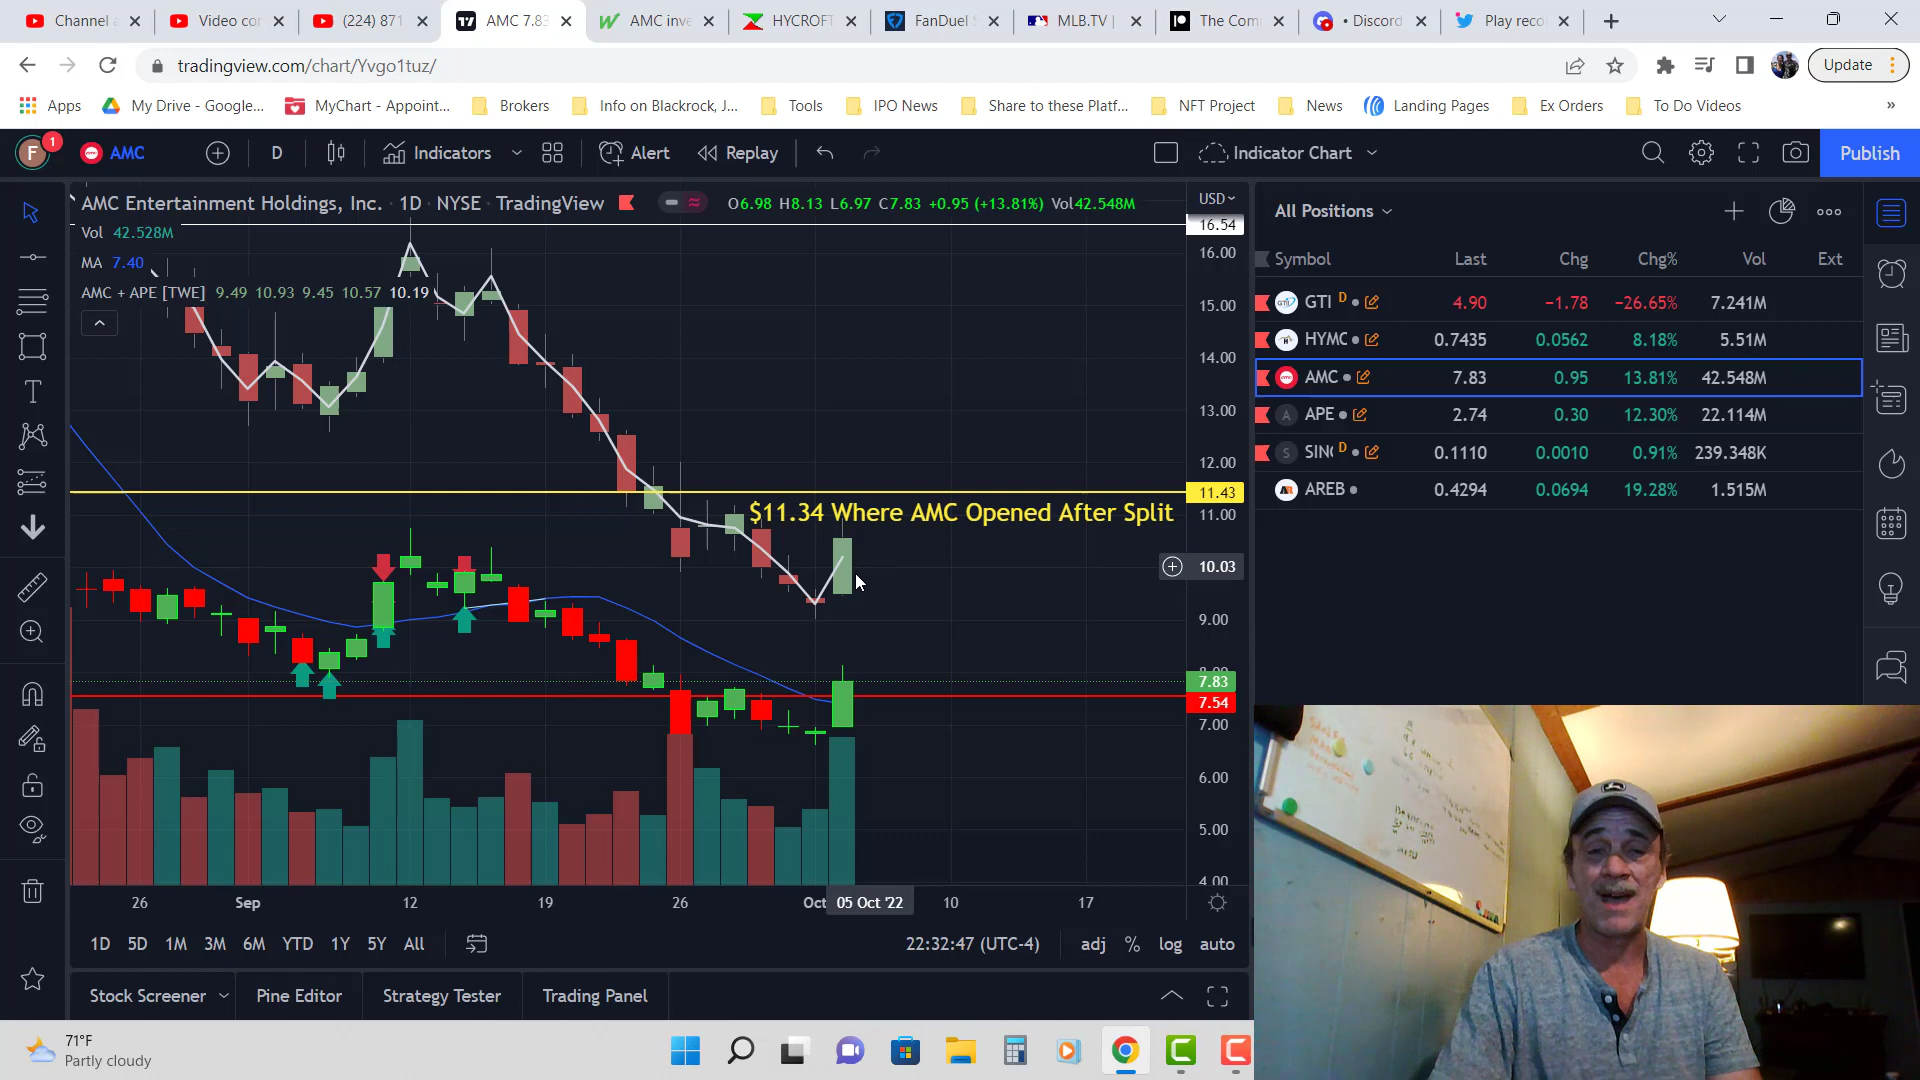 Channel a
Video co
(224) 871
AMC 7.83
AMC inve
HYCROFT
FanDuel S
MLB.TV |
The Com
• Discord
Play reco
tradingview.com/chart/Yvgo1tuz/
Update
Apps
My Drive - Google...
MyChart - Appoint...
Brokers
Info on Blackrock, J...
Tools
IPO News
Share to these Platf...
NFT Project
News
Landing Pages
Ex Orders
To Do Videos
»
F
1
AMC
D
Indicators
Alert
Replay
Indicator Chart
Publish
AMC Entertainment Holdings, Inc. · 1D · NYSE · TradingView
O6.98 H8.13 L6.97 C7.83 +0.95 (+13.81%) Vol42.548M
USD
Vol 42.528M
MA 7.40
AMC + APE [TWE] 9.49 10.93 9.45 10.57 10.19
16.54
16.00
15.00
14.00
13.00
12.00
11.43
11.00
$11.34 Where AMC Opened After Split
10.03
9.00
8.00
7.83
7.54
7.00
6.00
5.00
4.00
26
Sep
12
19
26
Oct
05 Oct '22
10
17
1D 5D 1M 3M 6M YTD 1Y 5Y All
22:32:47 (UTC-4)
adj % log auto
Stock Screener
Pine Editor
Strategy Tester
Trading Panel
All Positions
Symbol Last Chg Chg% Vol Ext
GTI D 4.90 −1.78 −26.65% 7.241M
HYMC 0.7435 0.0562 8.18% 5.51M
AMC 7.83 0.95 13.81% 42.548M
APE 2.74 0.30 12.30% 22.114M
SIN D 0.1110 0.0010 0.91% 239.348K
AREB 0.4294 0.0694 19.28% 1.515M
71°F
Partly cloudy